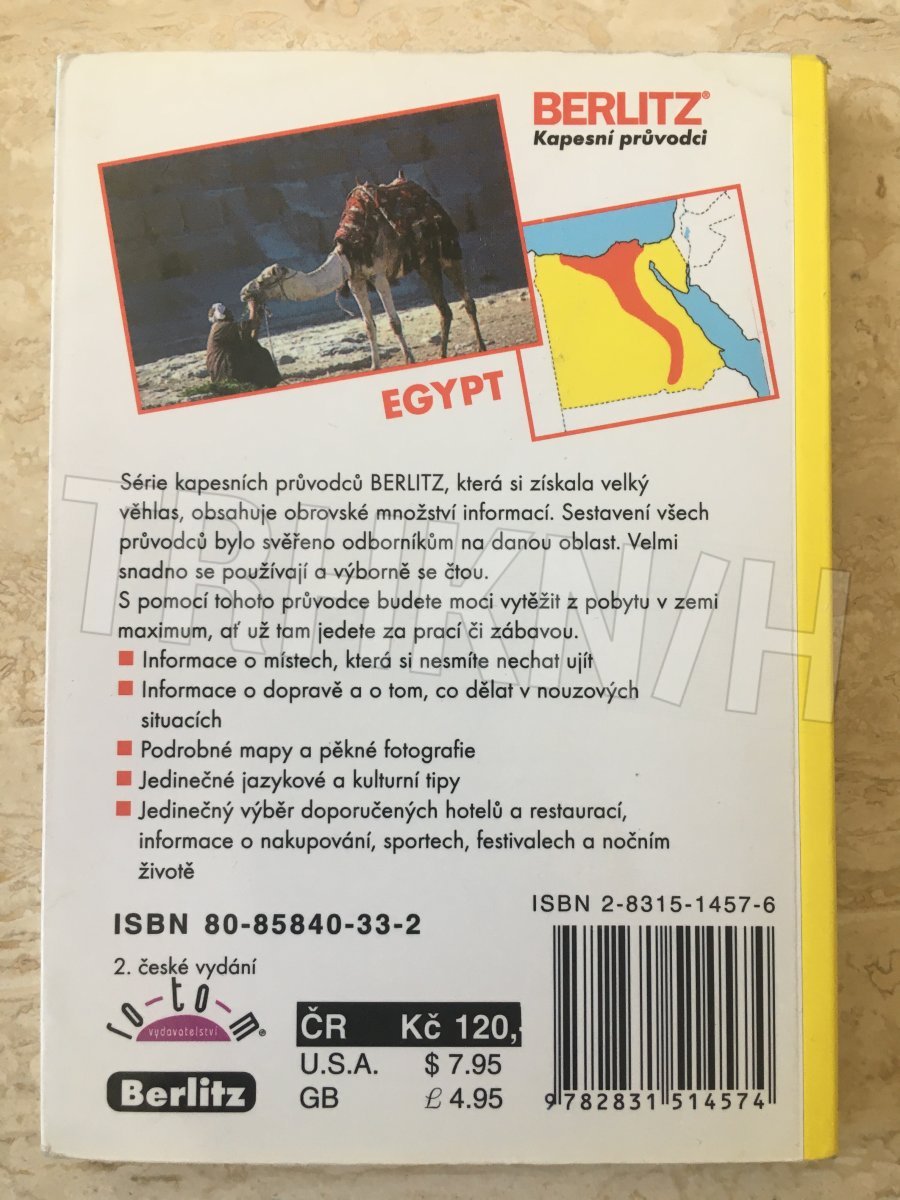 BERLITZ®
Kapesní průvodci
EGYPT
Série kapesních průvodců BERLITZ, která si získala velký
věhlas, obsahuje obrovské množství informací. Sestavení všech
průvodců bylo svěřeno odborníkům na danou oblast. Velmi
snadno se používají a výborně se čtou.
S pomocí tohoto průvodce budete moci vytěžit z pobytu v zemi
maximum, ať už tam jedete za prací či zábavou.
■ Informace o místech, která si nesmíte nechat ujít
■ Informace o dopravě a o tom, co dělat v nouzových
situacích
■ Podrobné mapy a pěkné fotografie
■ Jedinečné jazykové a kulturní tipy
■ Jedinečný výběr doporučených hotelů a restaurací,
informace o nakupování, sportech, festivalech a nočním
životě
ISBN 80-85840-33-2
ISBN 2-8315-1457-6
2. české vydání
ro-to-m®
vydavatelství
ČR Kč 120,-
U.S.A. $ 7.95
GB £ 4.95
Berlitz
9 782831 514574
TRHKNIH